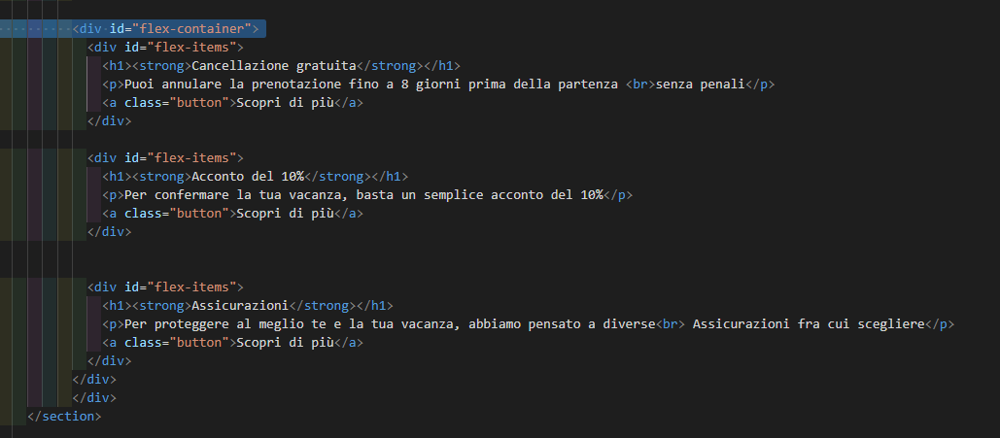 <div id="flex-container">
<div id="flex-items">
<h1><strong>Cancellazione gratuita</strong></h1>
<p>Puoi annulare la prenotazione fino a 8 giorni prima della partenza <br>senza penali</p>
<a class="button">Scopri di più</a>
</div>
<div id="flex-items">
<h1><strong>Acconto del 10%</strong></h1>
<p>Per confermare la tua vacanza, basta un semplice acconto del 10%</p>
<a class="button">Scopri di più</a>
</div>
<div id="flex-items">
<h1><strong>Assicurazioni</strong></h1>
<p>Per proteggere al meglio te e la tua vacanza, abbiamo pensato a diverse<br> Assicurazioni fra cui scegliere</p>
<a class="button">Scopri di più</a>
</div>
</div>
</div>
</section>